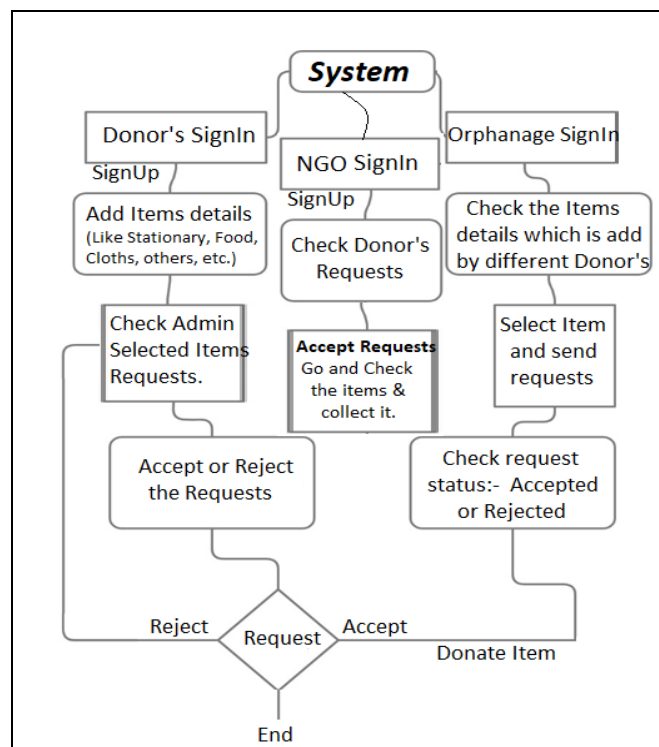 System
Donor's SignIn
SignUp
Add Items details
(Like Stationary, Food,
Cloths, others, etc.)
Check Admin
Selected Items
Requests.
Accept or Reject
the Requests
NGO SignIn
SignUp
Check Donor's
Requests
Accept Requests
Go and Check
the items &
collect it.
Orphanage SignIn
Check the Items
details which is add
by different Donor's
Select Item
and send
requests
Check request
status:- Accepted
or Rejected
Reject
Request
Accept
Donate Item
End